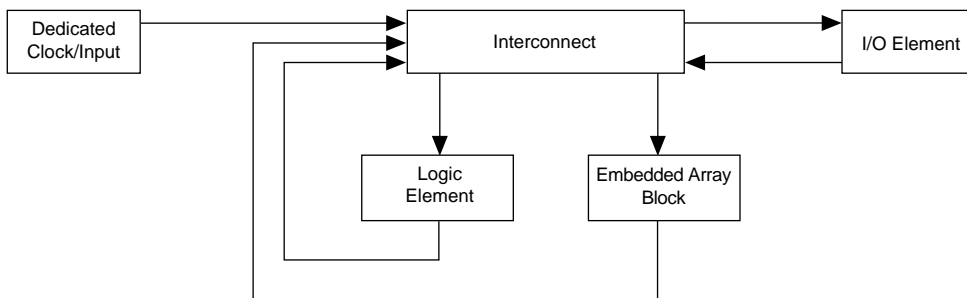 Dedicated
Clock/Input
Interconnect
I/O Element
Logic
Element
Embedded Array
Block